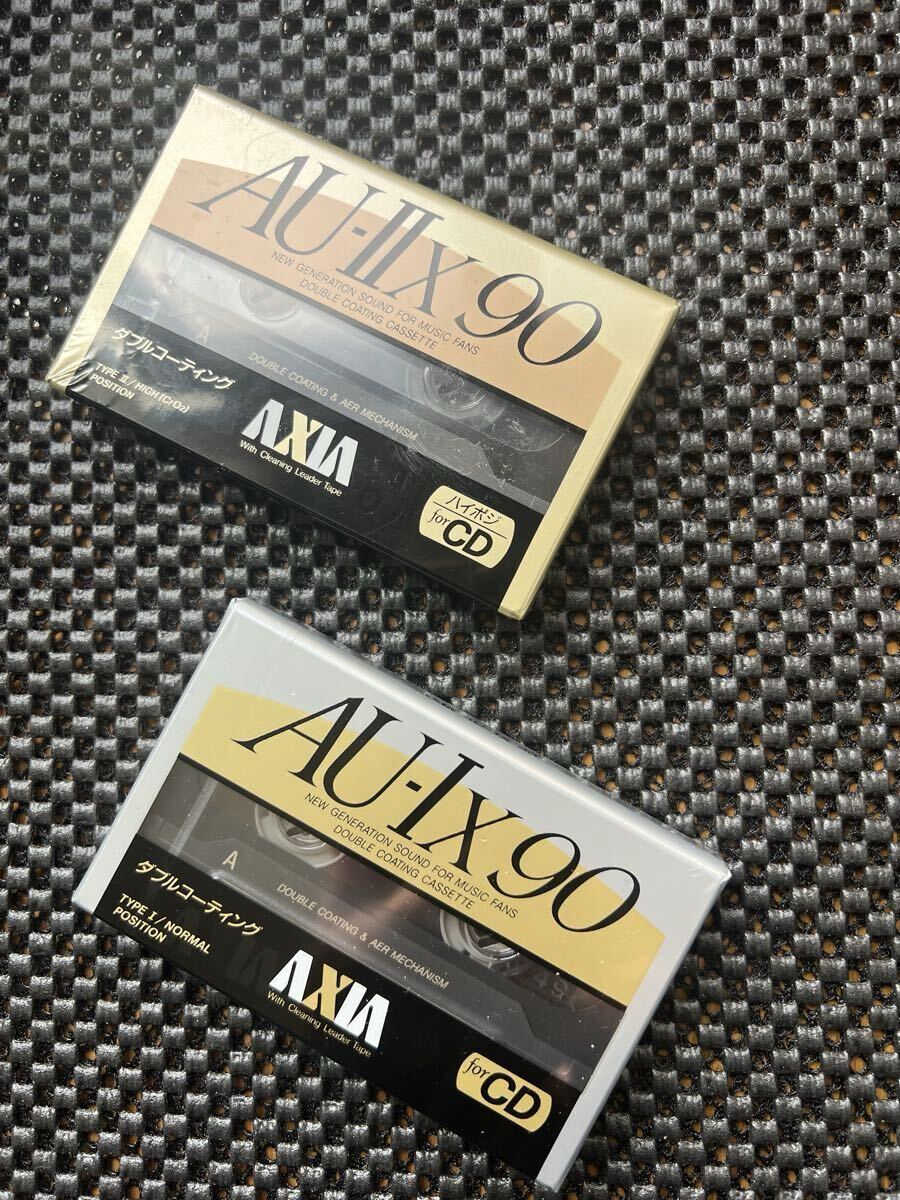 AU-IIx 90
NEW GENERATION SOUND FOR MUSIC FANS
DOUBLE COATING CASSETTE
A
DOUBLE COATING & AER MECHANISM
ダブルコーティング
TYPE II/HIGH(CrO₂)
POSITION
AXIA
With Cleaning Leader Tape
ハイポジ
for CD
AU-Ix 90
NEW GENERATION SOUND FOR MUSIC FANS
DOUBLE COATING CASSETTE
A
DOUBLE COATING & AER MECHANISM
ダブルコーティング
TYPE I/NORMAL
POSITION
AXIA
With Cleaning Leader Tape
for CD